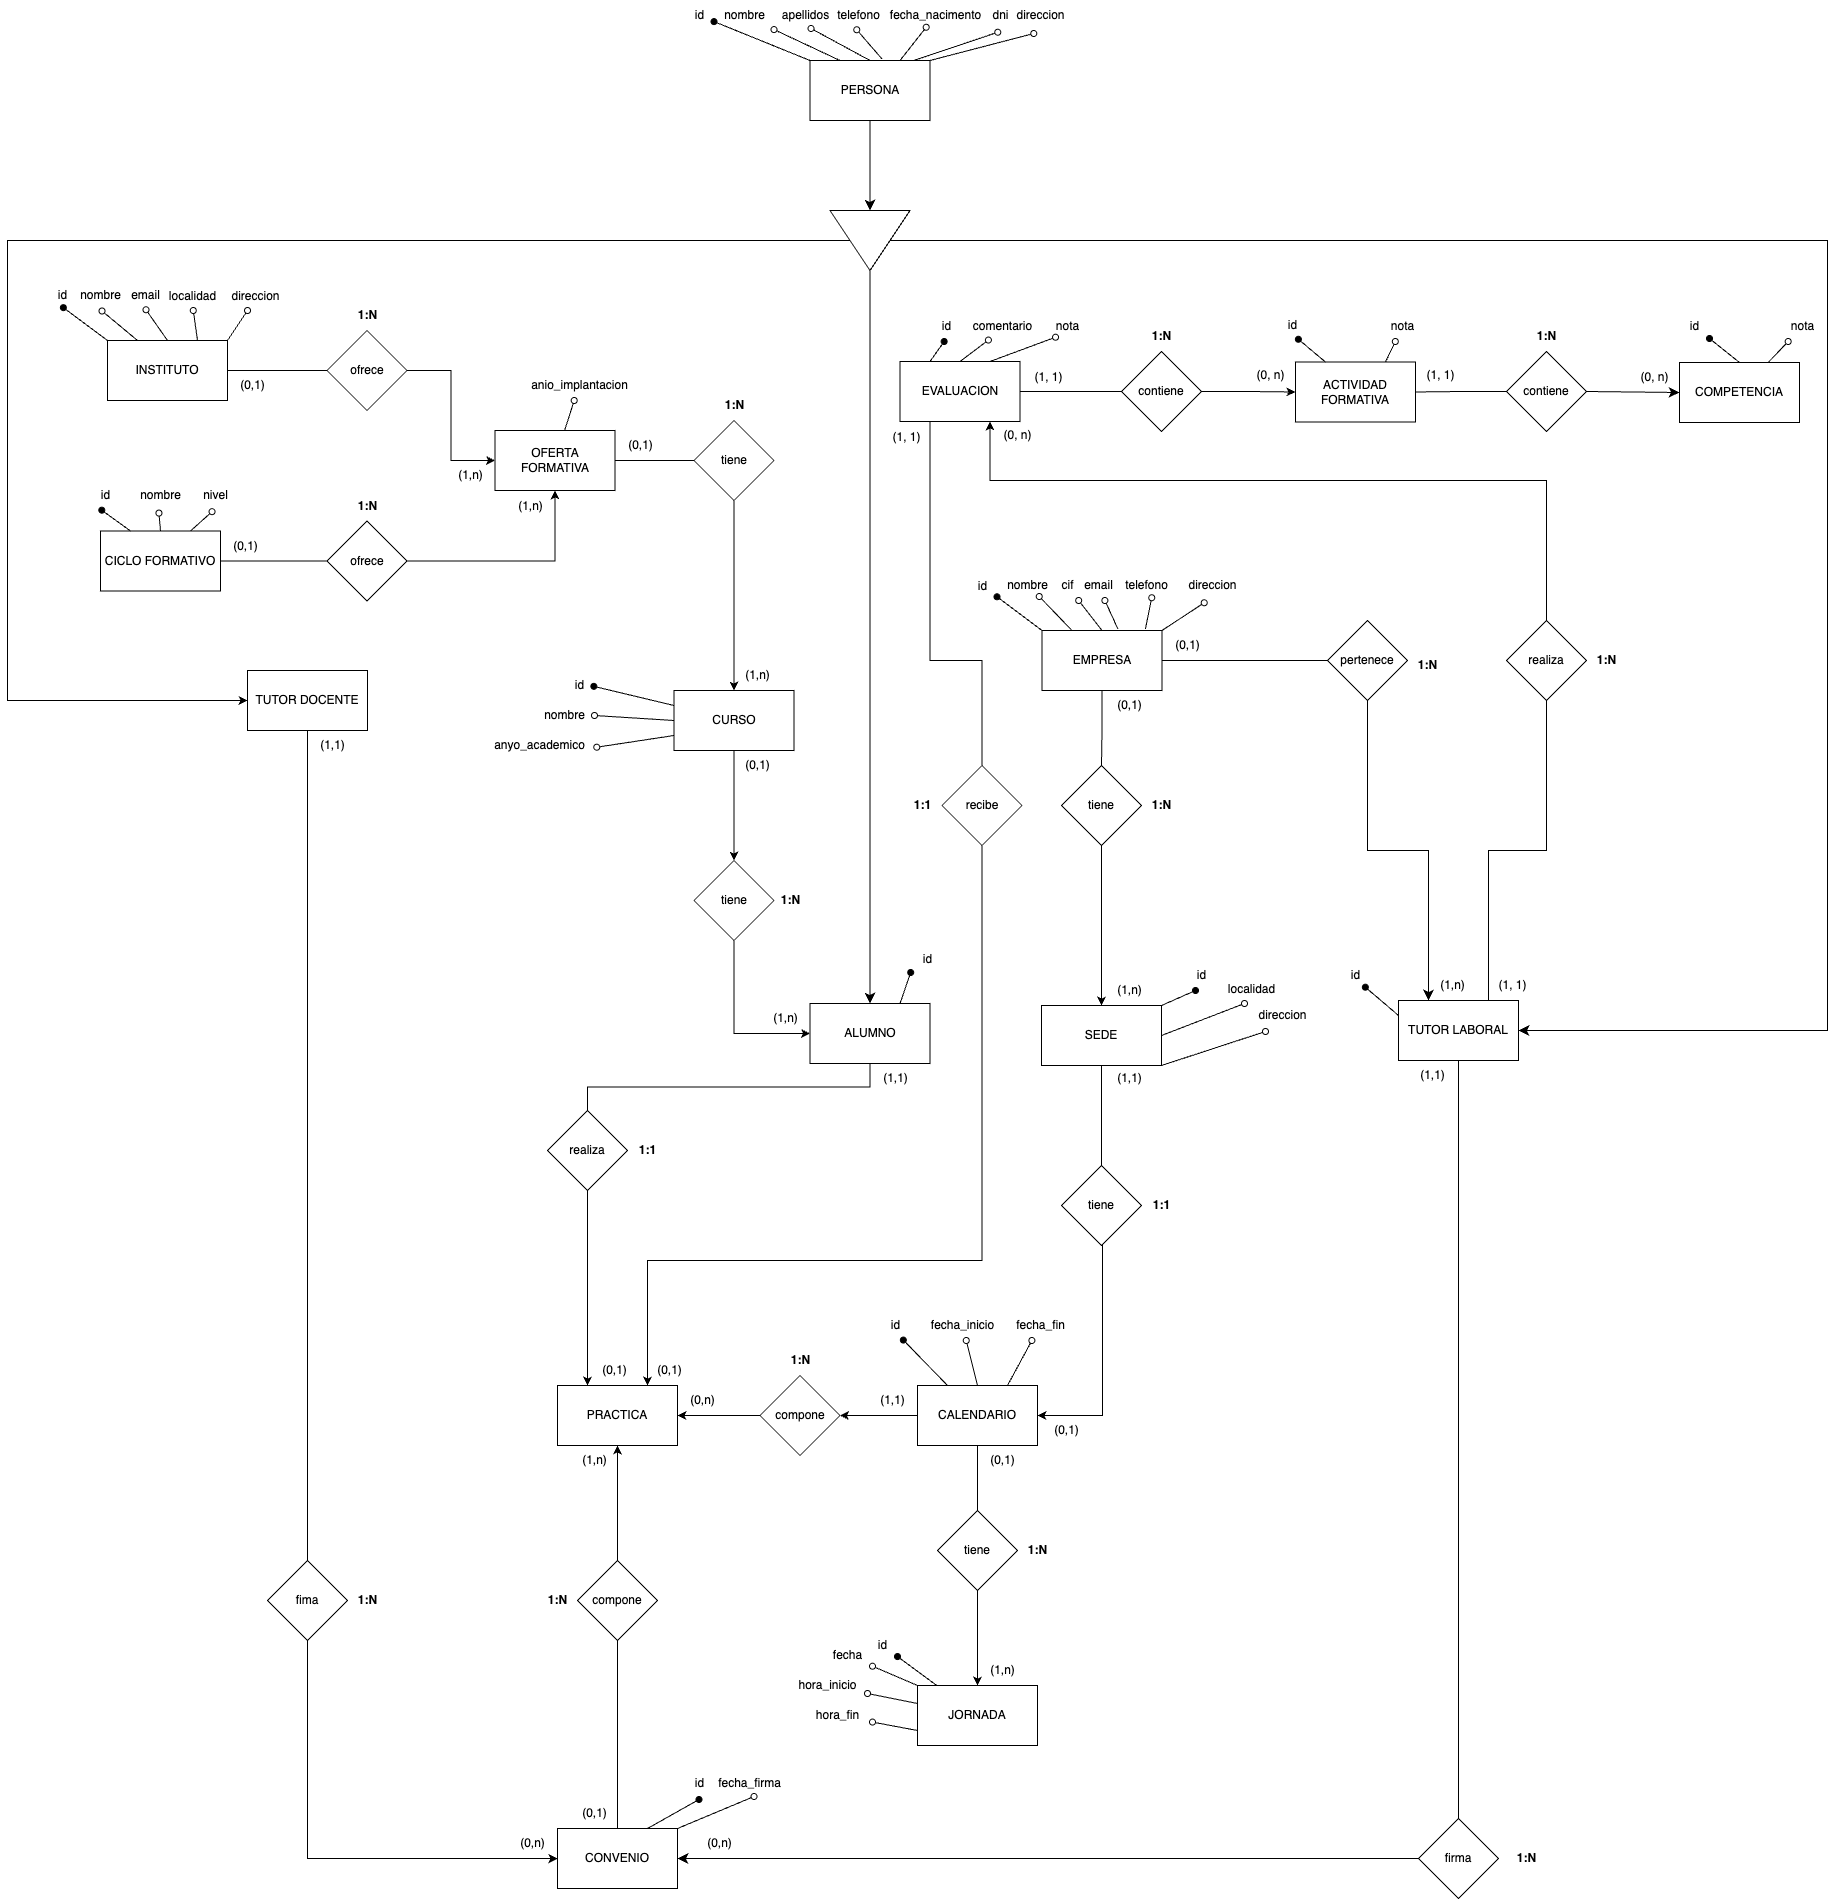 id nombre apellidos telefono fecha_nacimento dni direccion
PERSONA
id nombre email localidad direccion
1:N
INSTITUTO
(0,1)
ofrece
anio_implantacion
OFERTA
FORMATIVA
(1,n)
(0,1)
1:N
tiene
(1,n)
id nombre nivel
1:N
CICLO FORMATIVO
(0,1)
ofrece
id comentario nota
EVALUACION
(1, 1)
1:N
contiene
(0, n)
id nota
ACTIVIDAD
FORMATIVA
(1, 1)
1:N
contiene
(0, n)
id nota
COMPETENCIA
(1, 1)
(0, n)
id nombre cif email telefono direccion
EMPRESA
(0,1)
pertenece
1:N
realiza
1:N
(0,1)
TUTOR DOCENTE
(1,1)
(1,n)
id
nombre
anyo_academico
CURSO
(0,1)
1:1
recibe
tiene
1:N
tiene
1:N
id
(1,n)
ALUMNO
(1,1)
(1,n)
id
localidad
direccion
SEDE
(1,1)
id
(1,n)
(1, 1)
TUTOR LABORAL
(1,1)
realiza
1:1
tiene
1:1
id fecha_inicio fecha_fin
(0,1)
(0,1)
1:N
PRACTICA
(0,n)
compone
(1,1)
CALENDARIO
(0,1)
(1,n)
(0,1)
tiene
1:N
fima
1:N
1:N
compone
id
fecha
hora_inicio
hora_fin
(1,n)
JORNADA
id fecha_firma
(0,1)
(0,n)
CONVENIO
(0,n)
firma
1:N